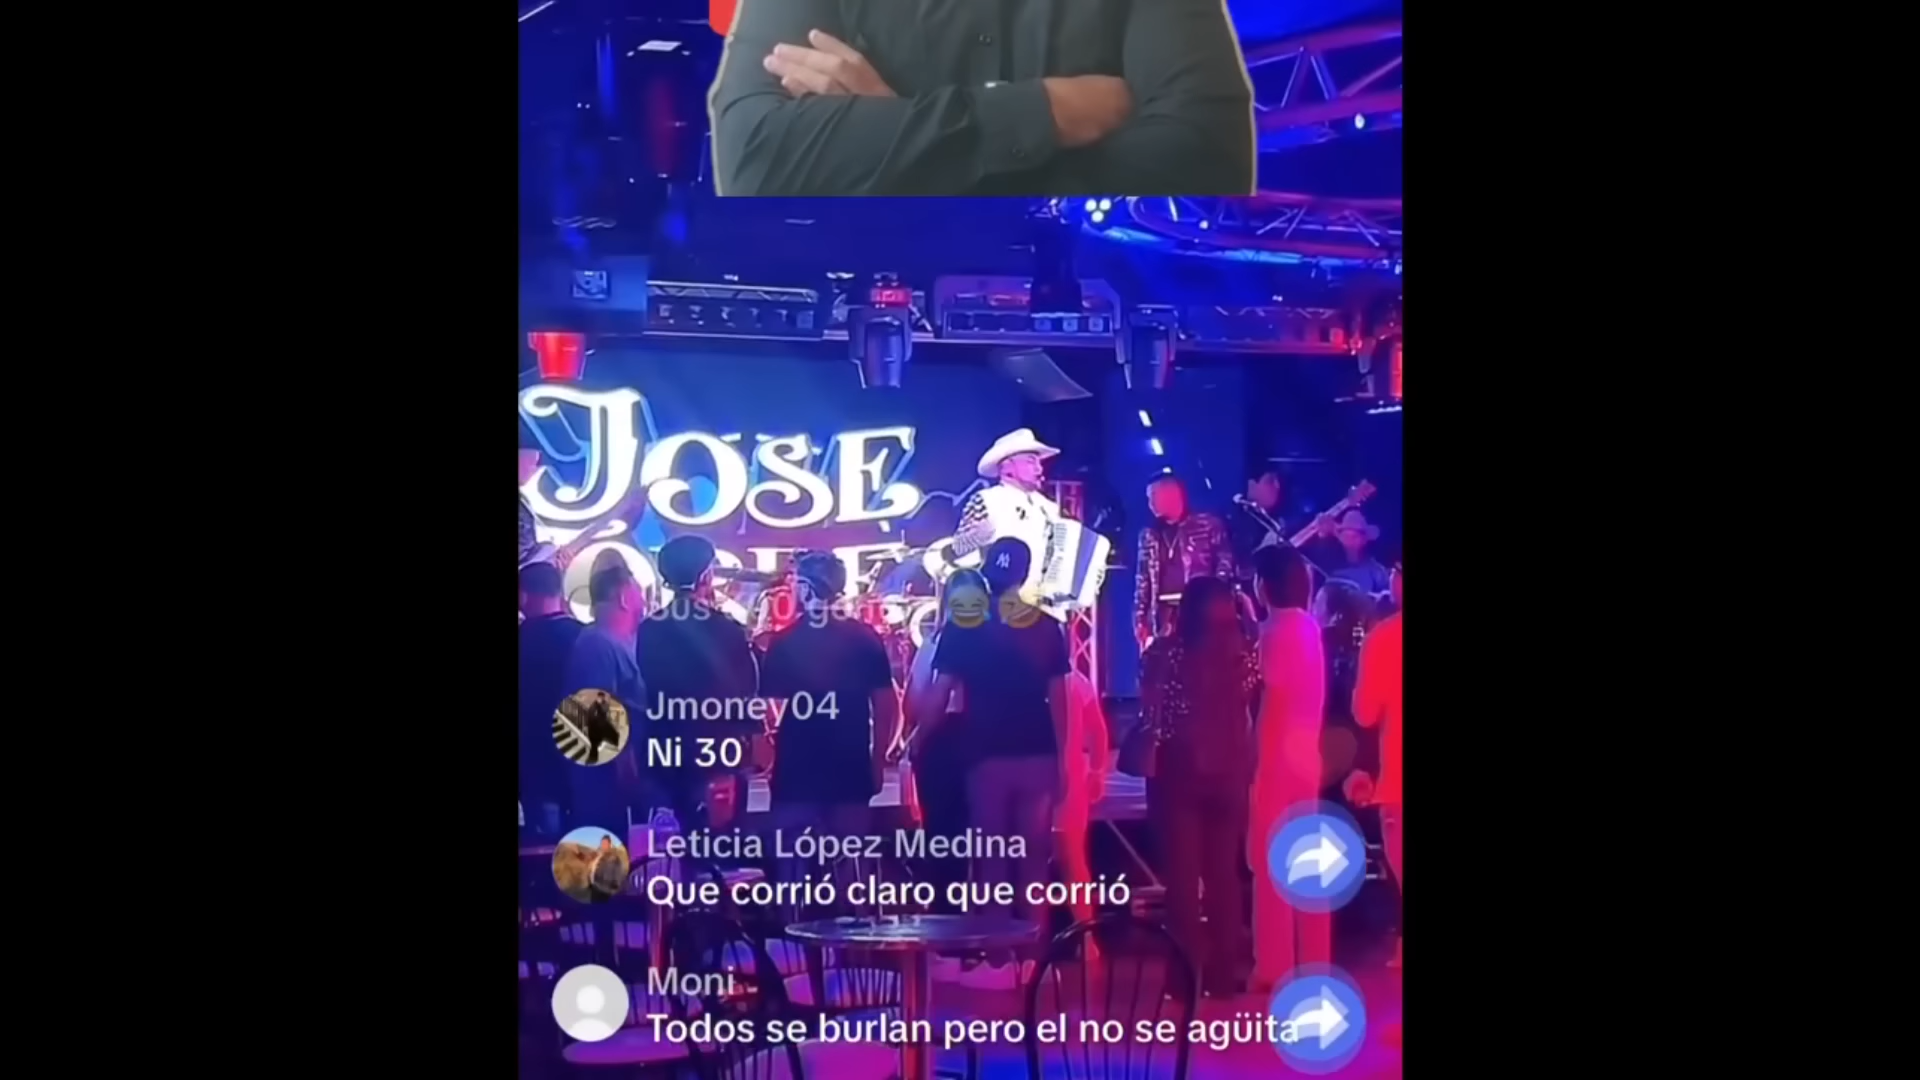 JOSE
Jmoney04
Ni 30
Leticia López Medina
Que corrió claro que corrió
Moni
Todos se burlan pero el no se agüita